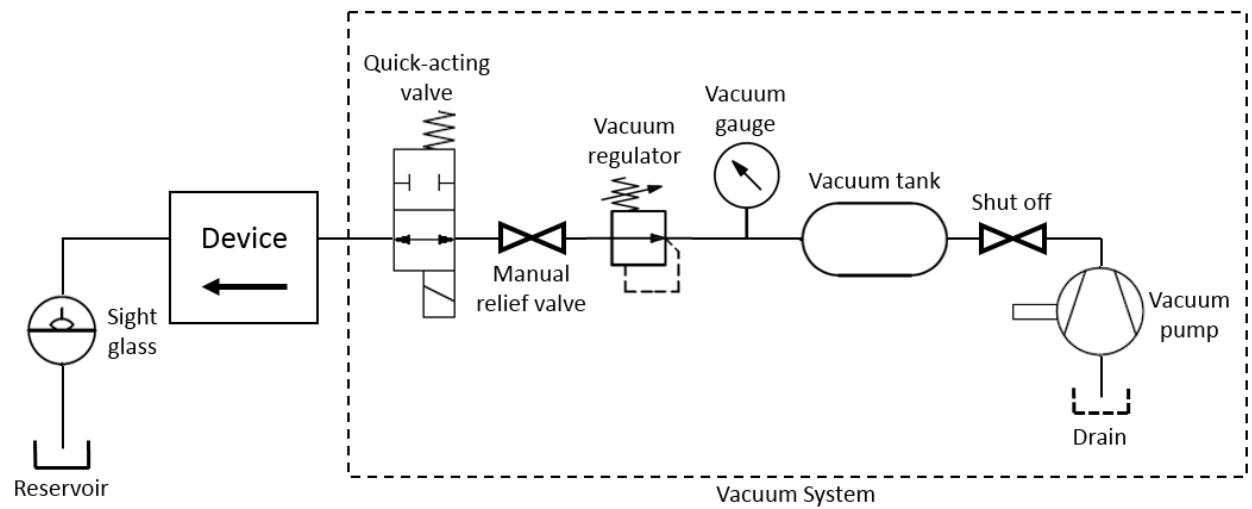 Quick-acting
valve
Vacuum
gauge
Vacuum
regulator
Vacuum tank
Shut off
Device
Manual
relief valve
Sight
glass
Vacuum
pump
Drain
Reservoir
Vacuum System